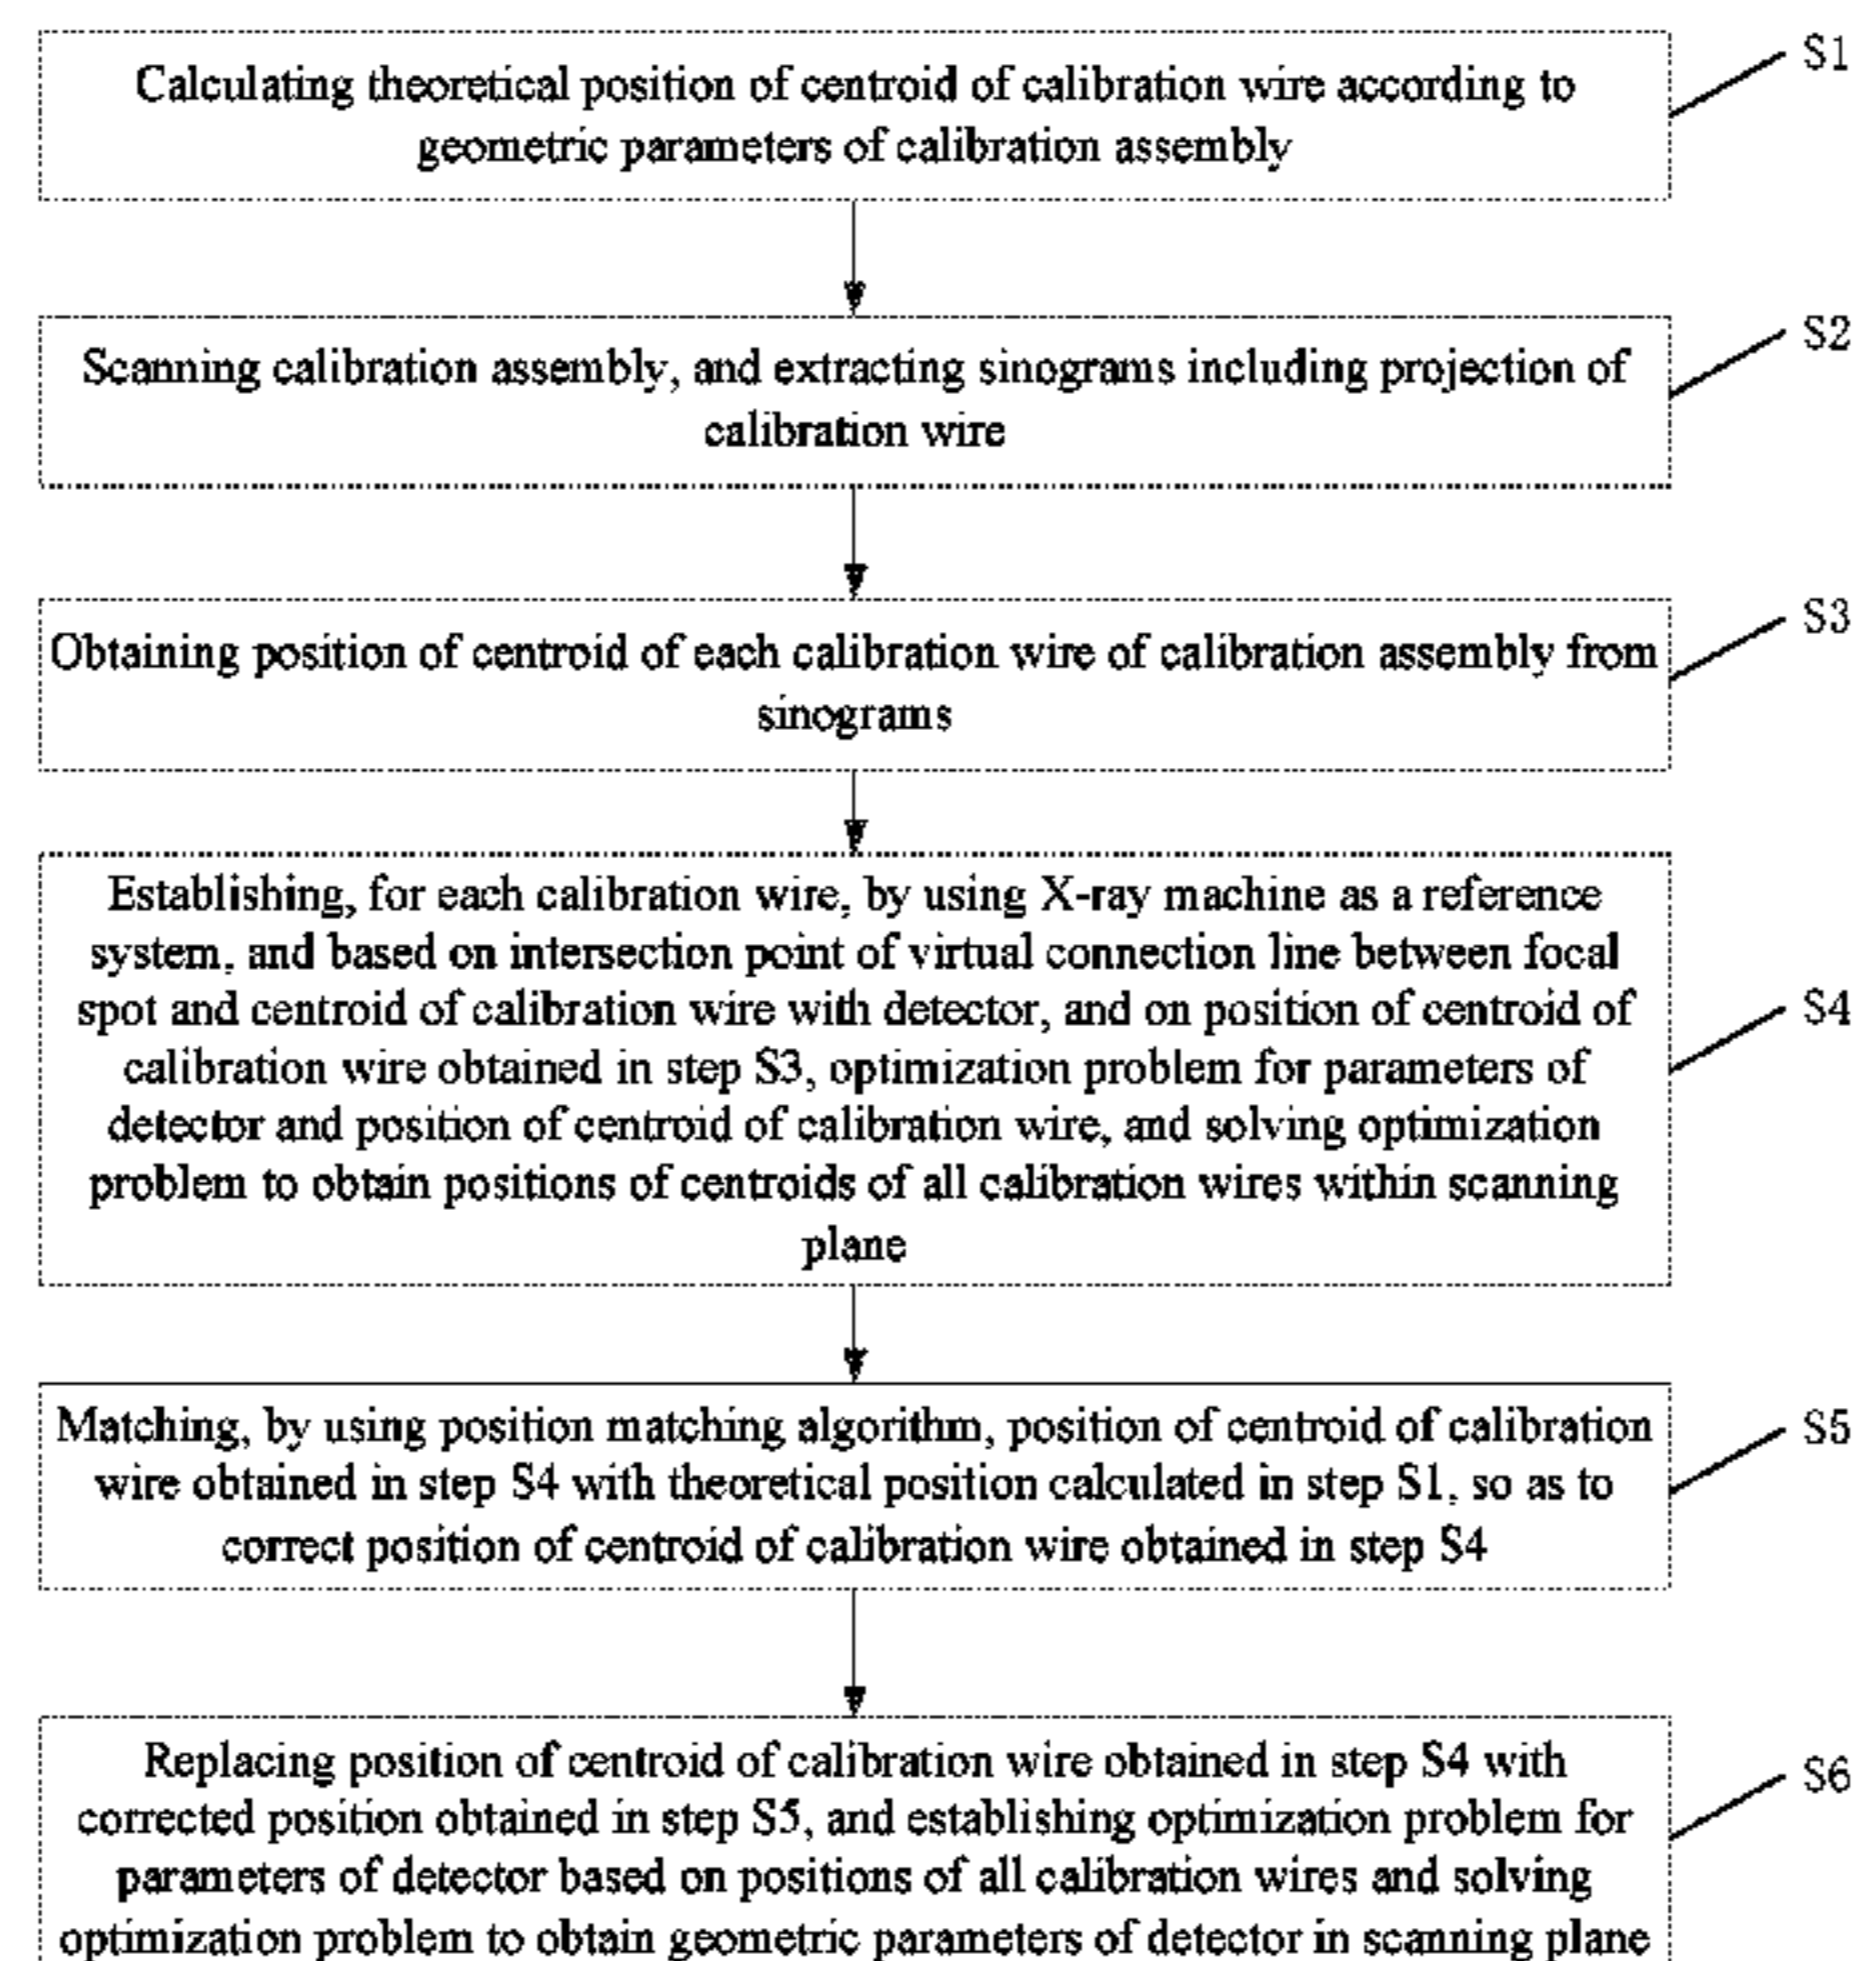 Calculating theoretical position of centroid of calibration wire according to
geometric parameters of calibration assembly
S1
Scanning calibration assembly, and extracting sinograms including projection of
calibration wire
S2
Obtaining position of centroid of each calibration wire of calibration assembly from
sinograms
S3
Establishing, for each calibration wire, by using X-ray machine as a reference
system, and based on intersection point of virtual connection line between focal
spot and centroid of calibration wire with detector, and on position of centroid of
calibration wire obtained in step S3, optimization problem for parameters of
detector and position of centroid of calibration wire, and solving optimization
problem to obtain positions of centroids of all calibration wires within scanning
plane
S4
Matching, by using position matching algorithm, position of centroid of calibration
wire obtained in step S4 with theoretical position calculated in step S1, so as to
correct position of centroid of calibration wire obtained in step S4
S5
Replacing position of centroid of calibration wire obtained in step S4 with
corrected position obtained in step S5, and establishing optimization problem for
parameters of detector based on positions of all calibration wires and solving
optimization problem to obtain geometric parameters of detector in scanning plane
S6